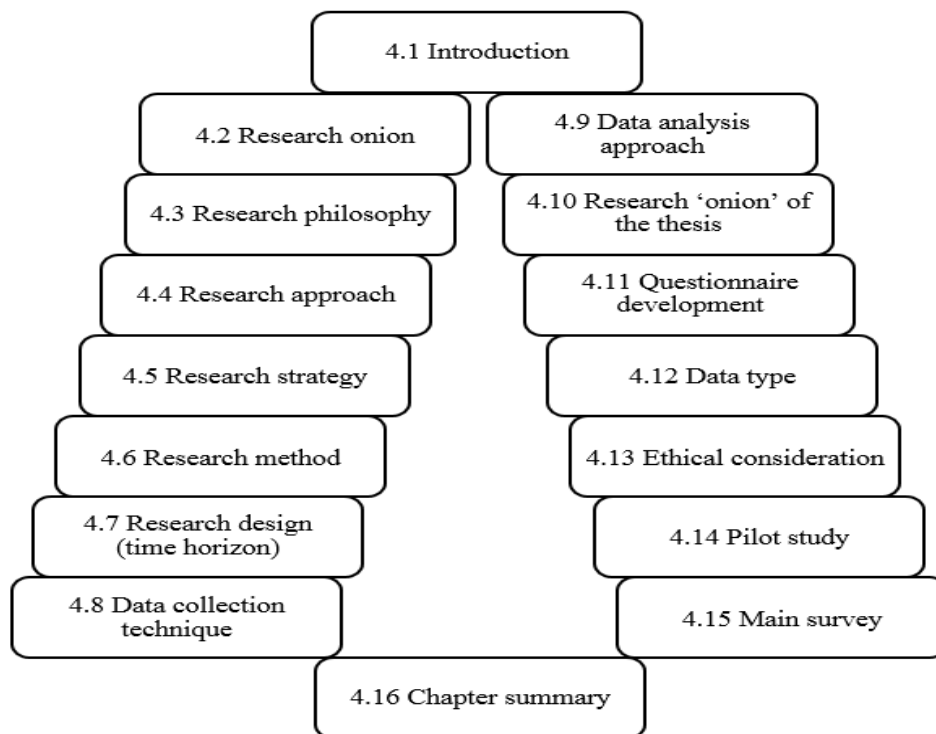 4.1 Introduction
4.2 Research onion
4.3 Research philosophy
4.4 Research approach
4.5 Research strategy
4.6 Research method
4.7 Research design
(time horizon)
4.8 Data collection
technique
4.9 Data analysis
approach
4.10 Research ‘onion’ of
the thesis
4.11 Questionnaire
development
4.12 Data type
4.13 Ethical consideration
4.14 Pilot study
4.15 Main survey
4.16 Chapter summary